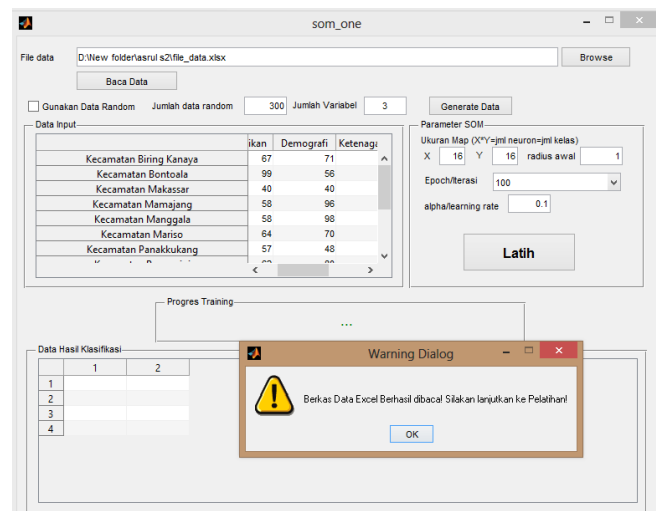 som_one
File data D:\New folder\asrul s2\file_data.xlsx Browse
Baca Data
Gunakan Data Random Jumlah data random 300 Jumlah Variabel 3 Generate Data
Data Input
ikan Demografi Ketenaga
Kecamatan Biring Kanaya 67 71
Kecamatan Bontoala 99 56
Kecamatan Makassar 40 40
Kecamatan Mamajang 58 96
Kecamatan Manggala 58 98
Kecamatan Mariso 64 70
Kecamatan Panakkukang 57 48
Parameter SOM
Ukuran Map (X*Y=jml neuron=jml kelas)
X 16 Y 16 radius awal 1
Epoch/Iterasi 100
alpha/learning rate 0.1
Latih
Progres Training
...
Data Hasil Klasifikasi
1 2
1
2
3
4
Warning Dialog
Berkas Data Excel Berhasil dibaca! Silakan lanjutkan ke Pelatihan!
OK